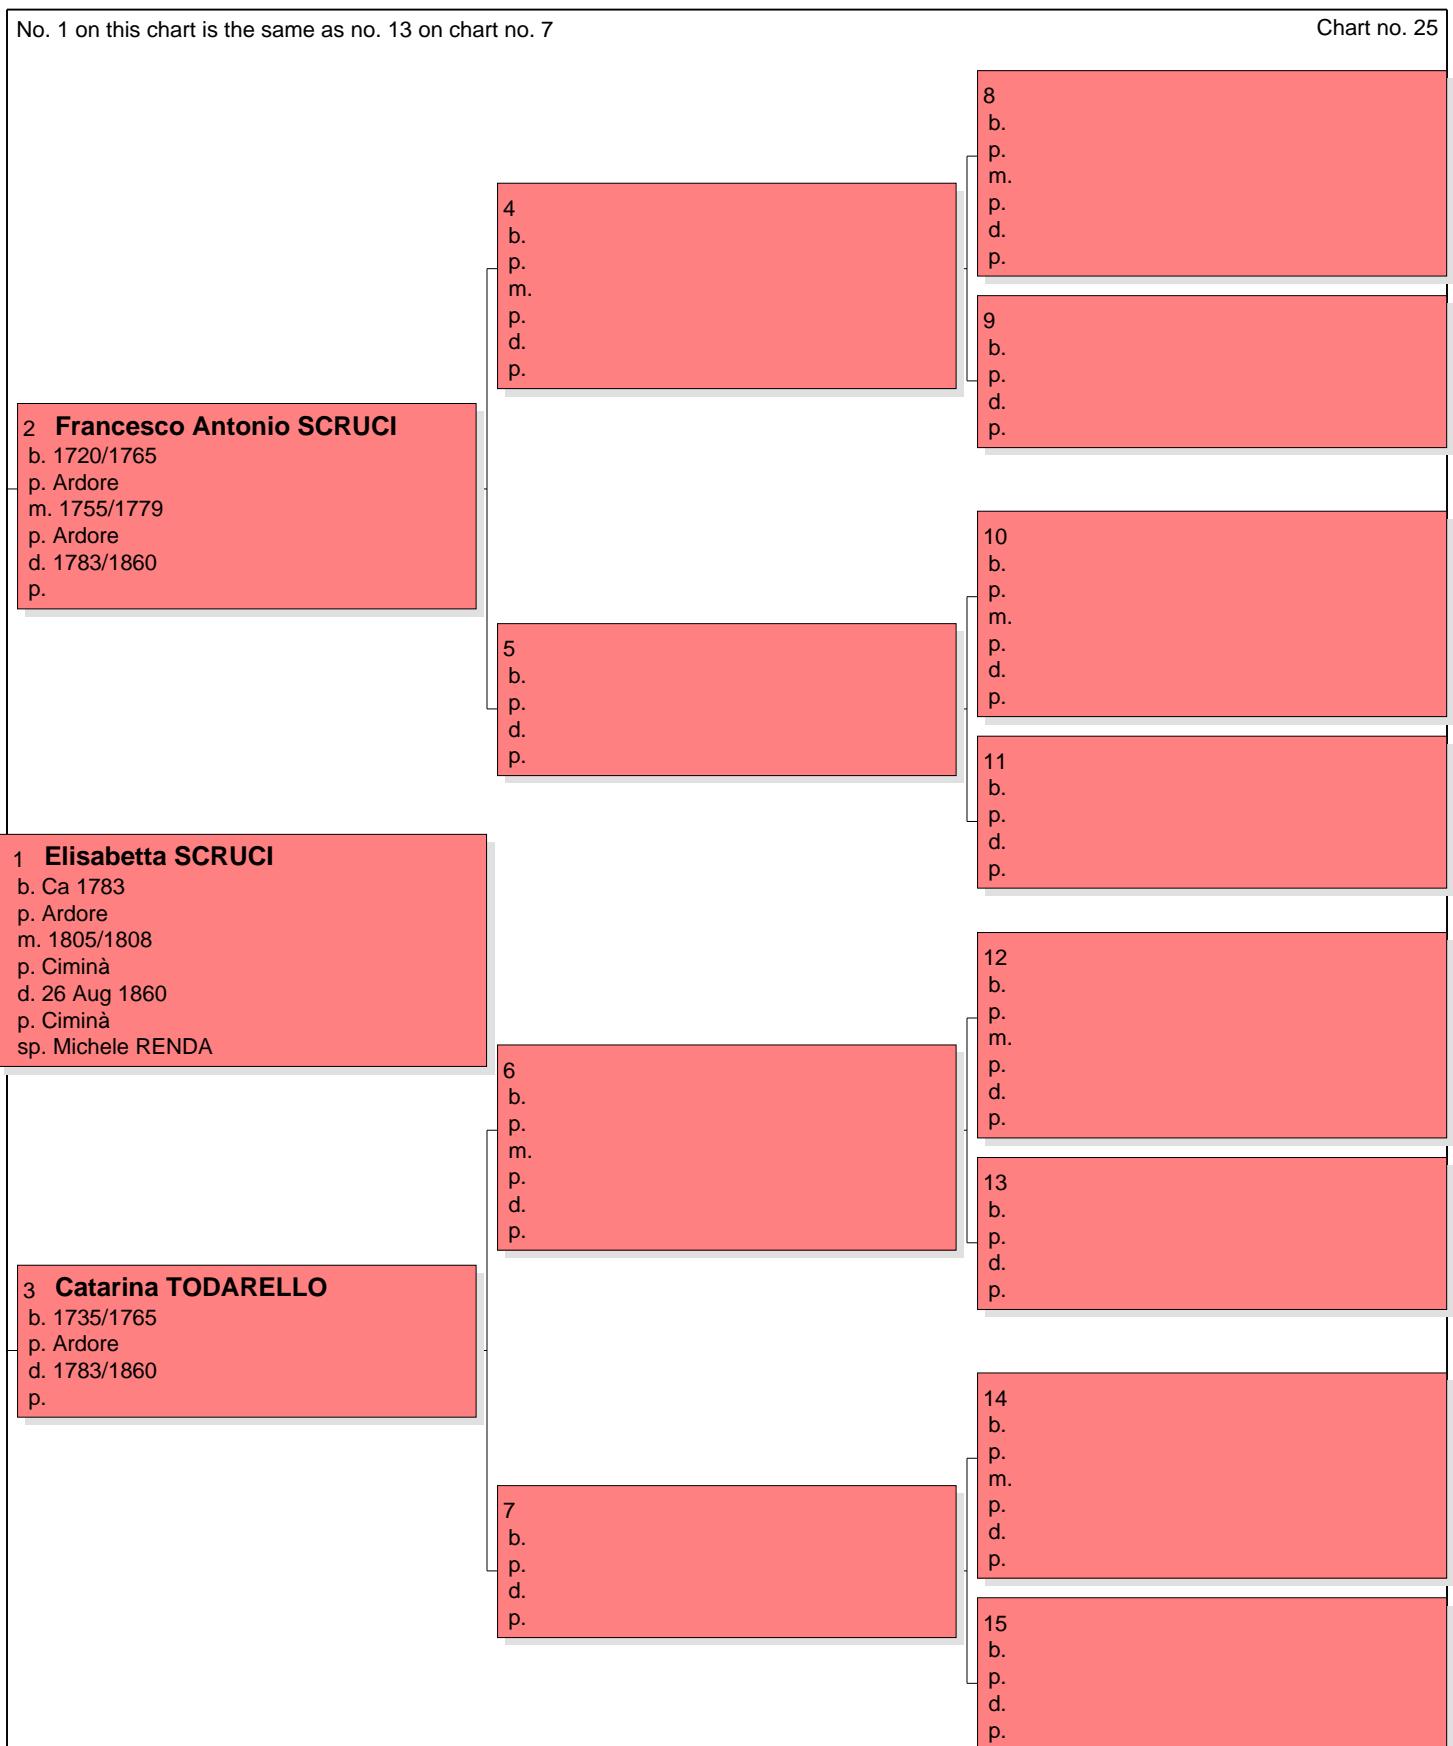 No. 1 on this chart is the same as no. 13 on chart no. 7
Chart no. 25
8
b.
p.
m.
p.
d.
p.
4
b.
p.
m.
p.
d.
p.
9
b.
p.
d.
p.
2 Francesco Antonio SCRUCI
b. 1720/1765
p. Ardore
m. 1755/1779
p. Ardore
d. 1783/1860
p.
10
b.
p.
m.
p.
d.
p.
5
b.
p.
d.
p.
11
b.
p.
d.
p.
1 Elisabetta SCRUCI
b. Ca 1783
p. Ardore
m. 1805/1808
p. Ciminà
d. 26 Aug 1860
p. Ciminà
sp. Michele RENDA
12
b.
p.
m.
p.
d.
p.
6
b.
p.
m.
p.
d.
p.
13
b.
p.
d.
p.
3 Catarina TODARELLO
b. 1735/1765
p. Ardore
d. 1783/1860
p.
14
b.
p.
m.
p.
d.
p.
7
b.
p.
d.
p.
15
b.
p.
d.
p.